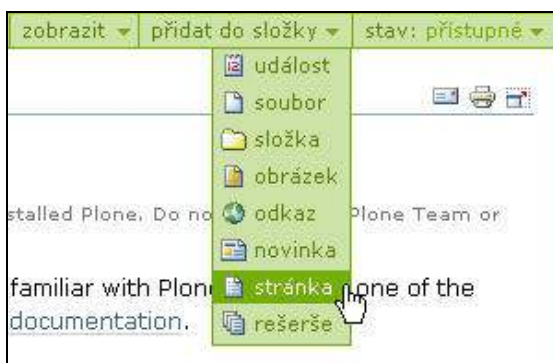 zobrazit přidat do složky stav: přístupné
událost
soubor
složka
obrázek
stalled Plone. Do no odkaz Plone Team or
novinka
familiar with Plon stránka one of the
documentation. rešerše